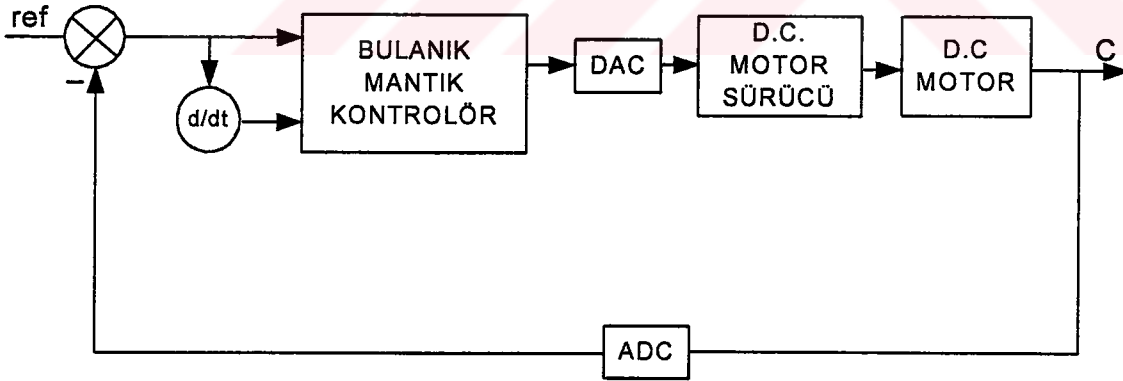 ref
−
d/dt
BULANIK
MANTIK
KONTROLÖR
DAC
D.C.
MOTOR
SÜRÜCÜ
D.C
MOTOR
C
ADC